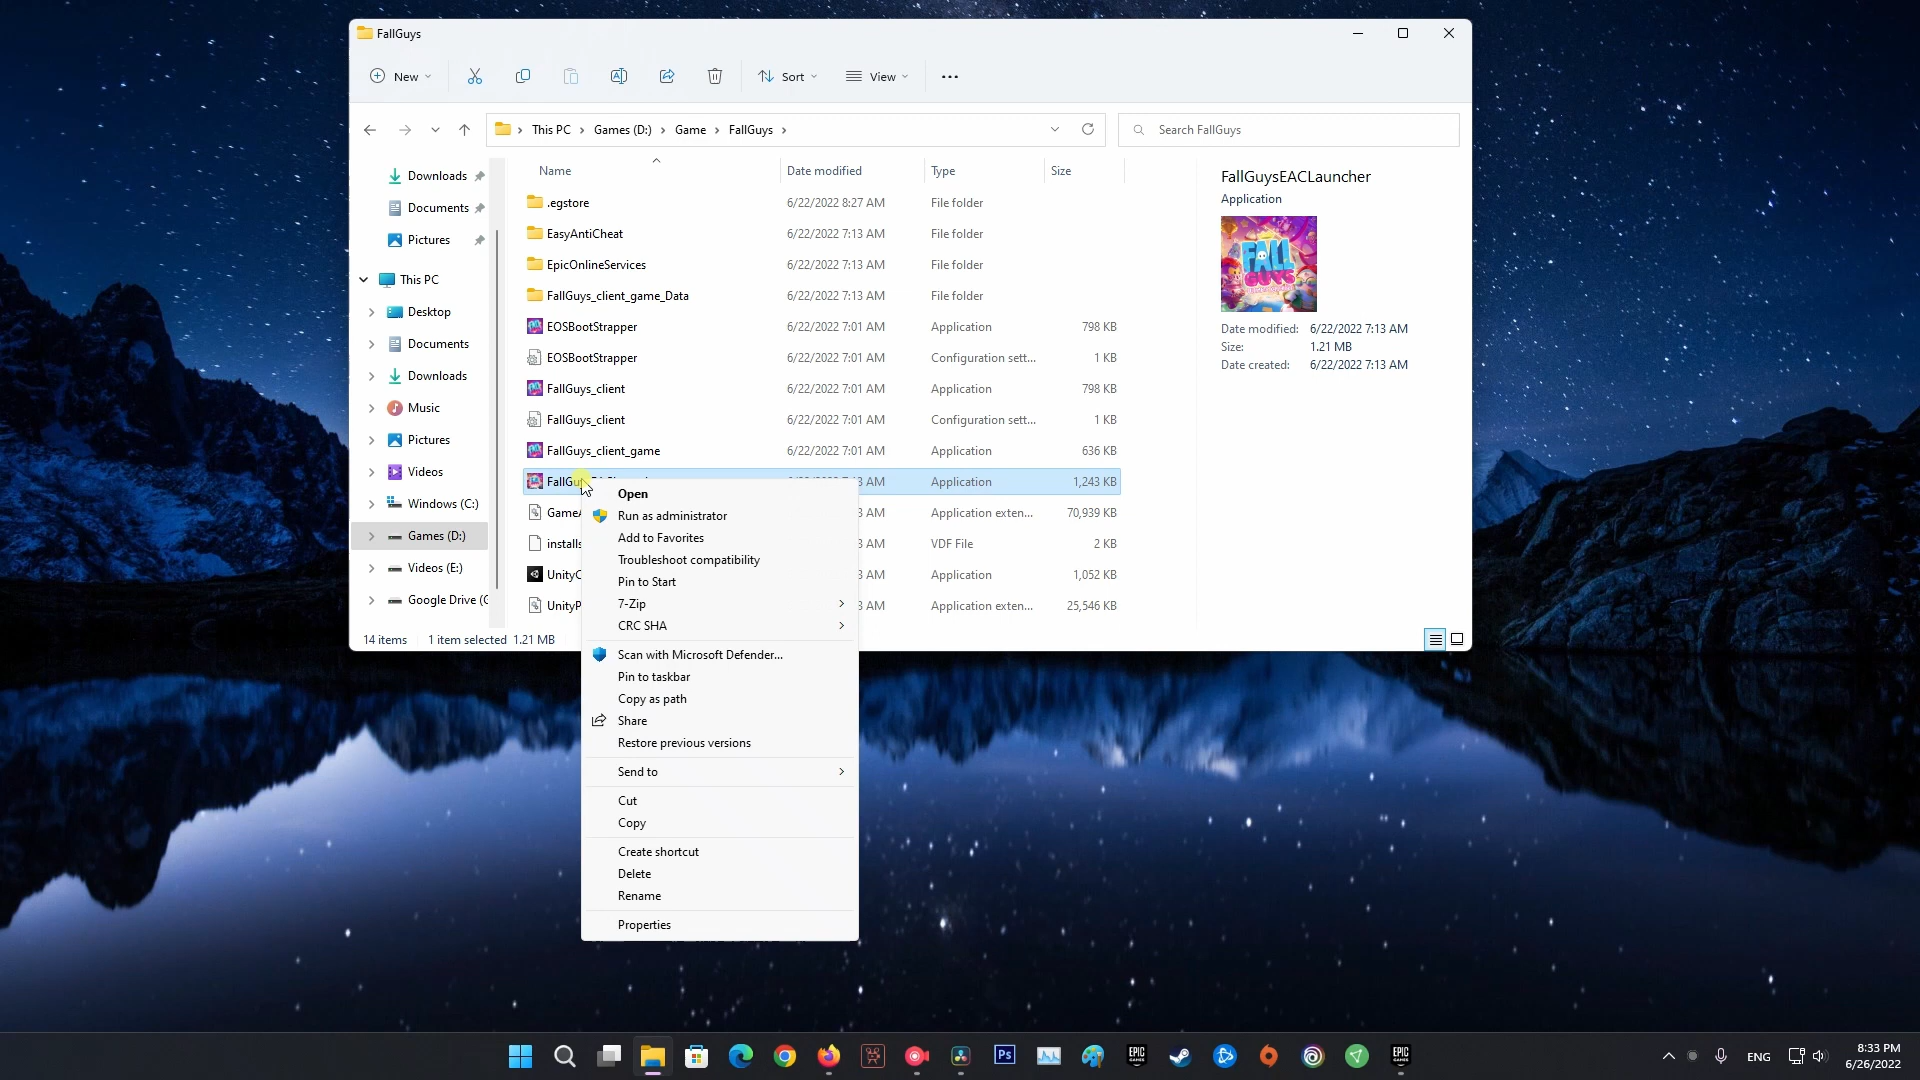 FallGuys
New
Sort
View
This PC
Games (D:)
Game
FallGuys
Search FallGuys
Downloads
Documents
Pictures
This PC
Desktop
Documents
Downloads
Music
Pictures
Videos
Windows (C:)
Games (D:)
Videos (E:)
Google Drive (
Name Date modified Type Size
.egstore 6/22/2022 8:27 AM File folder
EasyAntiCheat 6/22/2022 7:13 AM File folder
EpicOnlineServices 6/22/2022 7:13 AM File folder
FallGuys_client_game_Data 6/22/2022 7:13 AM File folder
EOSBootStrapper 6/22/2022 7:01 AM Application 798 KB
EOSBootStrapper 6/22/2022 7:01 AM Configuration sett... 1 KB
FallGuys_client 6/22/2022 7:01 AM Application 798 KB
FallGuys_client 6/22/2022 7:01 AM Configuration sett... 1 KB
FallGuys_client_game 6/22/2022 7:01 AM Application 636 KB
FallGu Application 1,243 KB
Game AM Application exten... 70,939 KB
installs AM VDF File 2 KB
UnityC AM Application 1,052 KB
UnityP AM Application exten... 25,546 KB
Open
Run as administrator
Add to Favorites
Troubleshoot compatibility
Pin to Start
7-Zip
CRC SHA
Scan with Microsoft Defender...
Pin to taskbar
Copy as path
Share
Restore previous versions
Send to
Cut
Copy
Create shortcut
Delete
Rename
Properties
FallGuysEACLauncher
Application
FALL
GUYS
Date modified: 6/22/2022 7:13 AM
Size: 1.21 MB
Date created: 6/22/2022 7:13 AM
14 items 1 item selected 1.21 MB
Ps
EPIC
GAMES
EPIC
GAMES
ENG
8:33 PM
6/26/2022